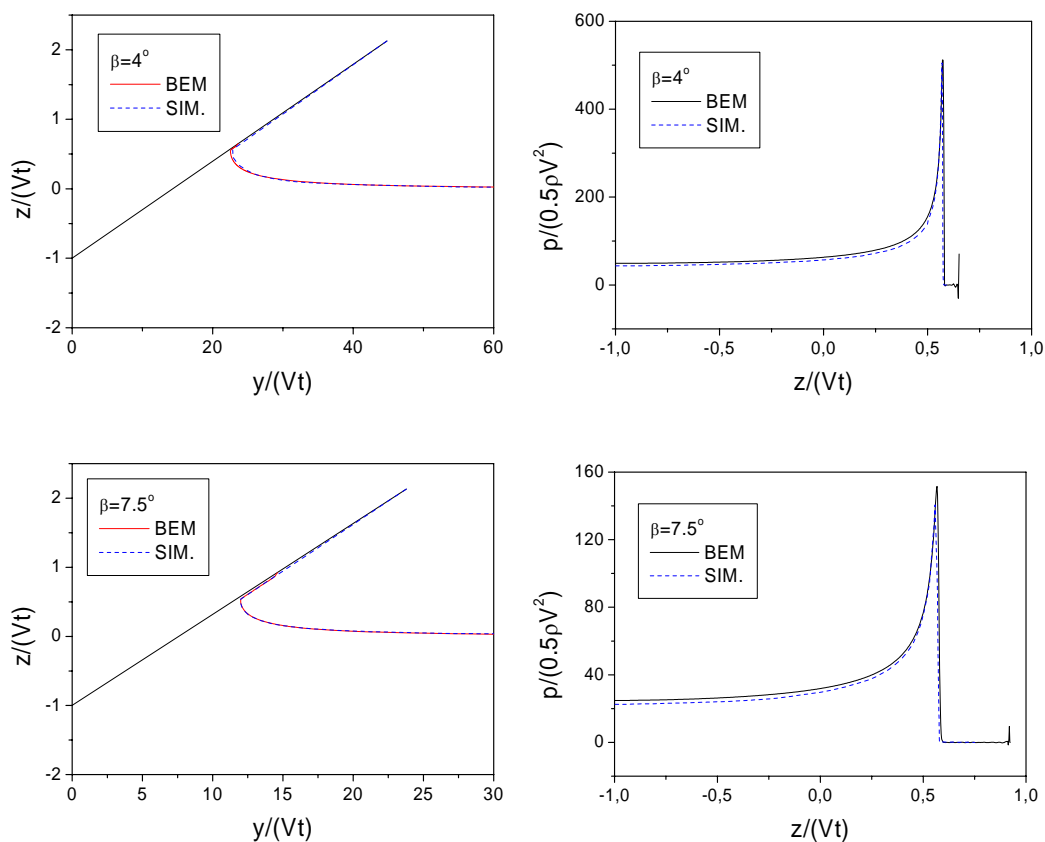 2
1
0
-1
-2
z/(Vt)
β=4°
BEM
SIM.
0
20
40
60
y/(Vt)
600
400
200
0
p/(0.5ρV²)
β=4°
BEM
SIM.
-1,0
-0,5
0,0
0,5
1,0
z/(Vt)
2
1
0
-1
-2
z/(Vt)
β=7.5°
BEM
SIM.
0
5
10
15
20
25
30
y/(Vt)
160
120
80
40
0
p/(0.5ρV²)
β=7.5°
BEM
SIM.
-1,0
-0,5
0,0
0,5
1,0
z/(Vt)